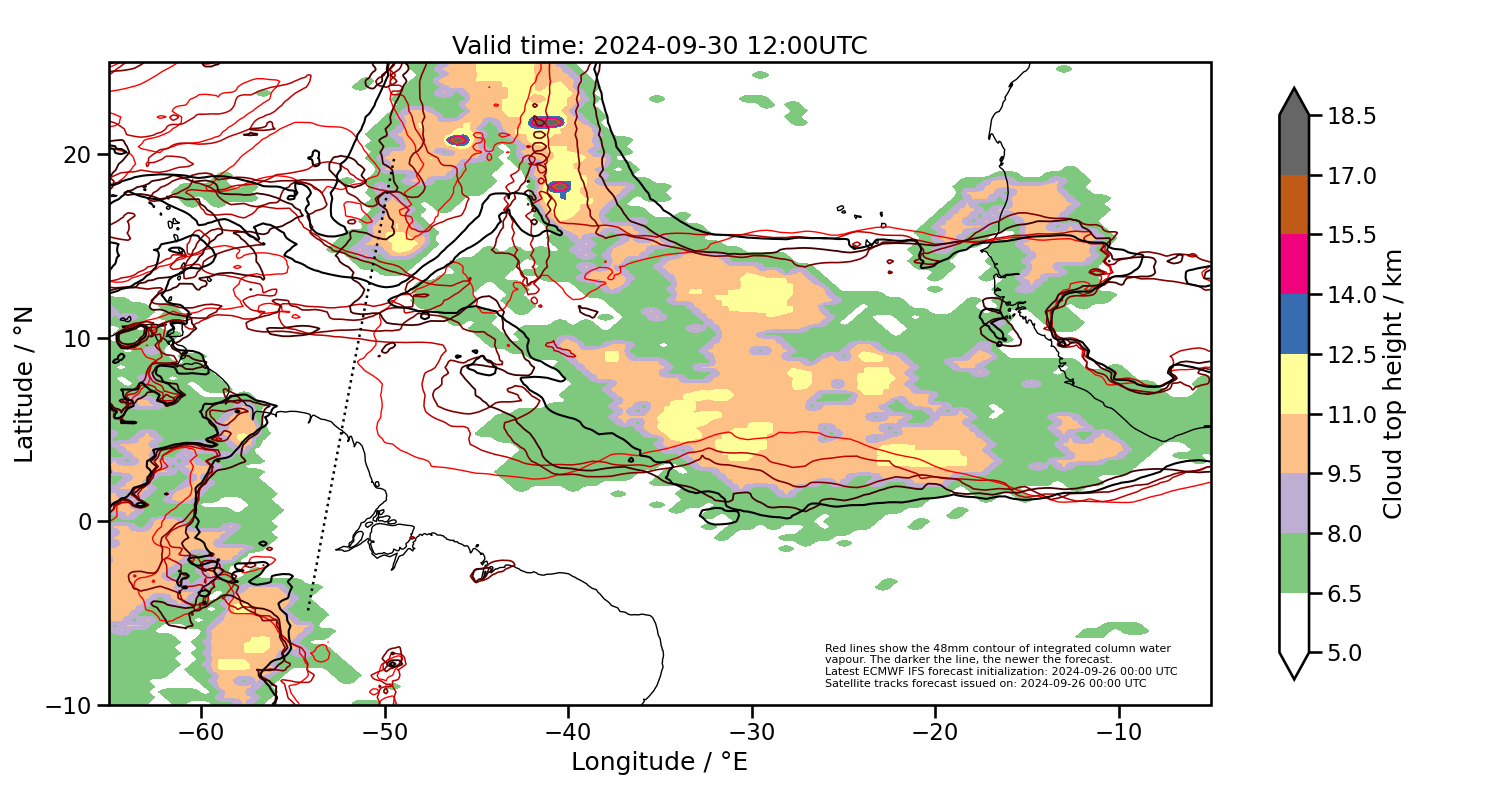 Valid time: 2024-09-30 12:00UTC
20
10
0
−10
Latitude / °N
−60
−50
−40
−30
−20
−10
Longitude / °E
Red lines show the 48mm contour of integrated column water
vapour. The darker the line, the newer the forecast.
Latest ECMWF IFS forecast initialization: 2024-09-26 00:00 UTC
Satellite tracks forecast issued on: 2024-09-26 00:00 UTC
18.5
17.0
15.5
14.0
12.5
11.0
9.5
8.0
6.5
5.0
Cloud top height / km